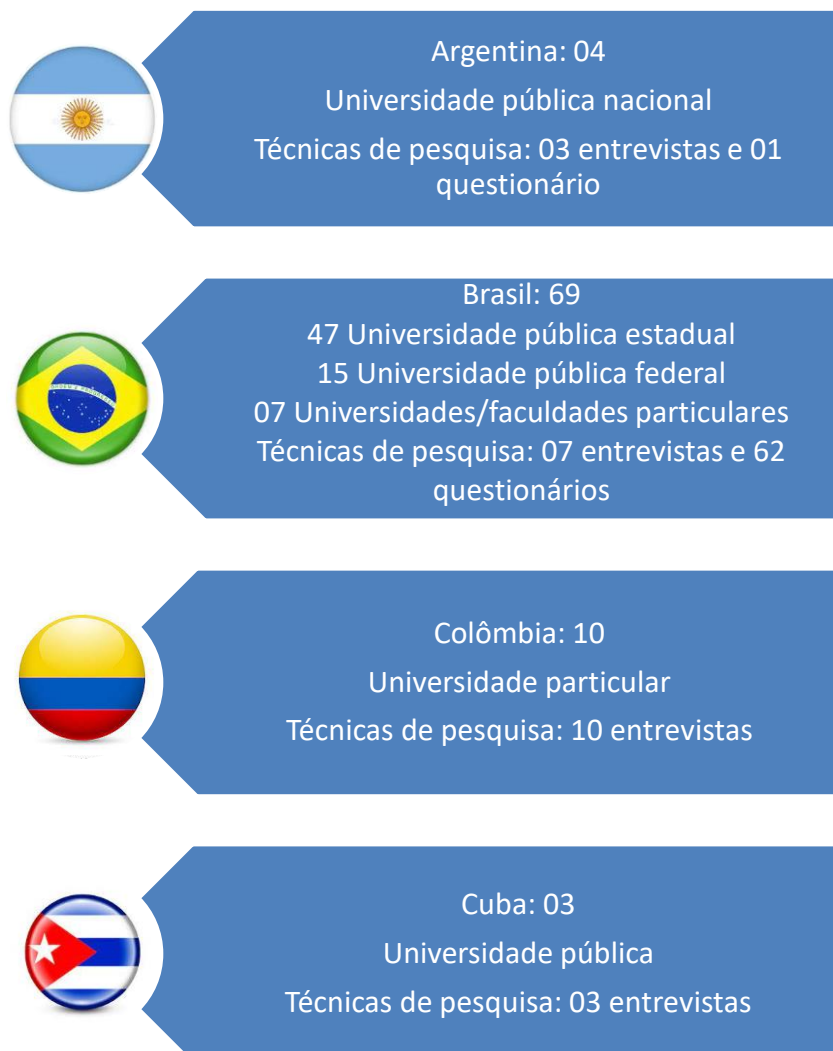 Argentina: 04
Universidade pública nacional
Técnicas de pesquisa: 03 entrevistas e 01
questionário
Brasil: 69
47 Universidade pública estadual
15 Universidade pública federal
07 Universidades/faculdades particulares
Técnicas de pesquisa: 07 entrevistas e 62
questionários
Colômbia: 10
Universidade particular
Técnicas de pesquisa: 10 entrevistas
Cuba: 03
Universidade pública
Técnicas de pesquisa: 03 entrevistas